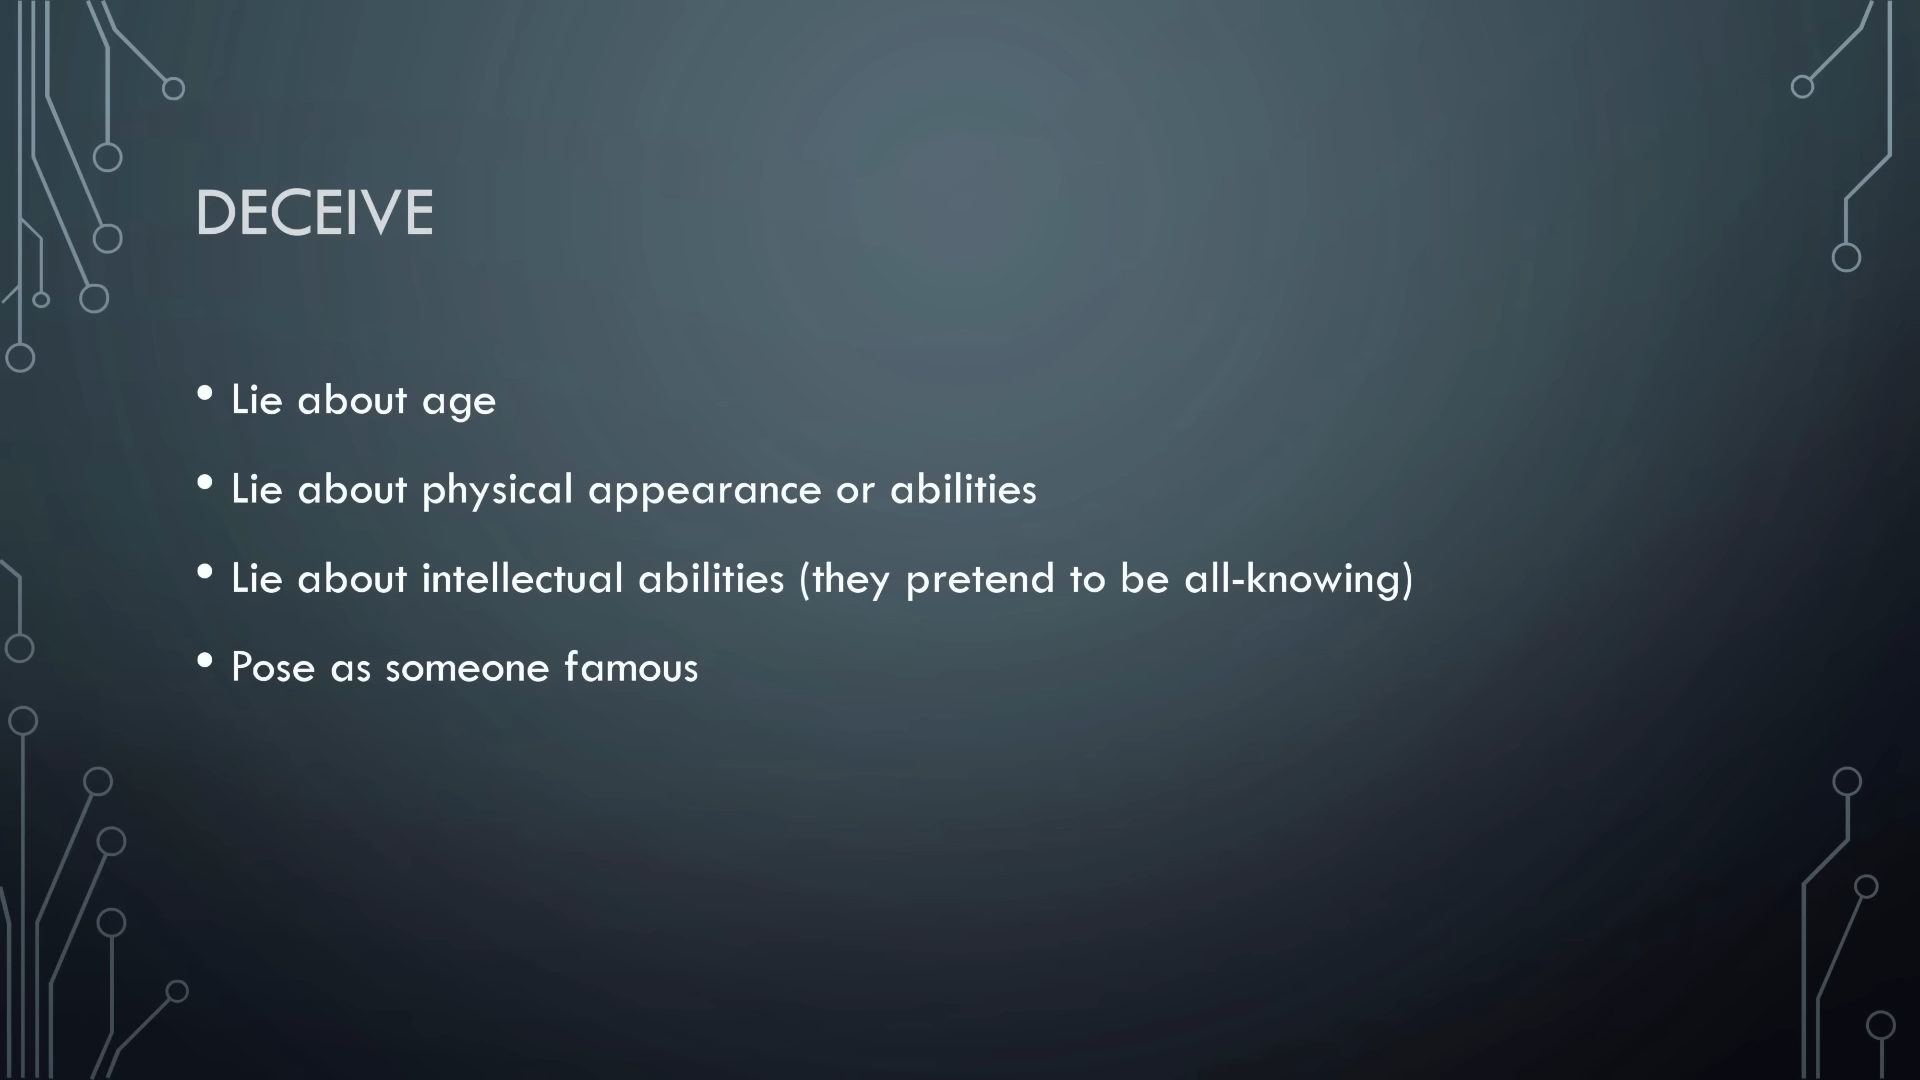 DECEIVE
• Lie about age
• Lie about physical appearance or abilities
• Lie about intellectual abilities (they pretend to be all-knowing)
• Pose as someone famous